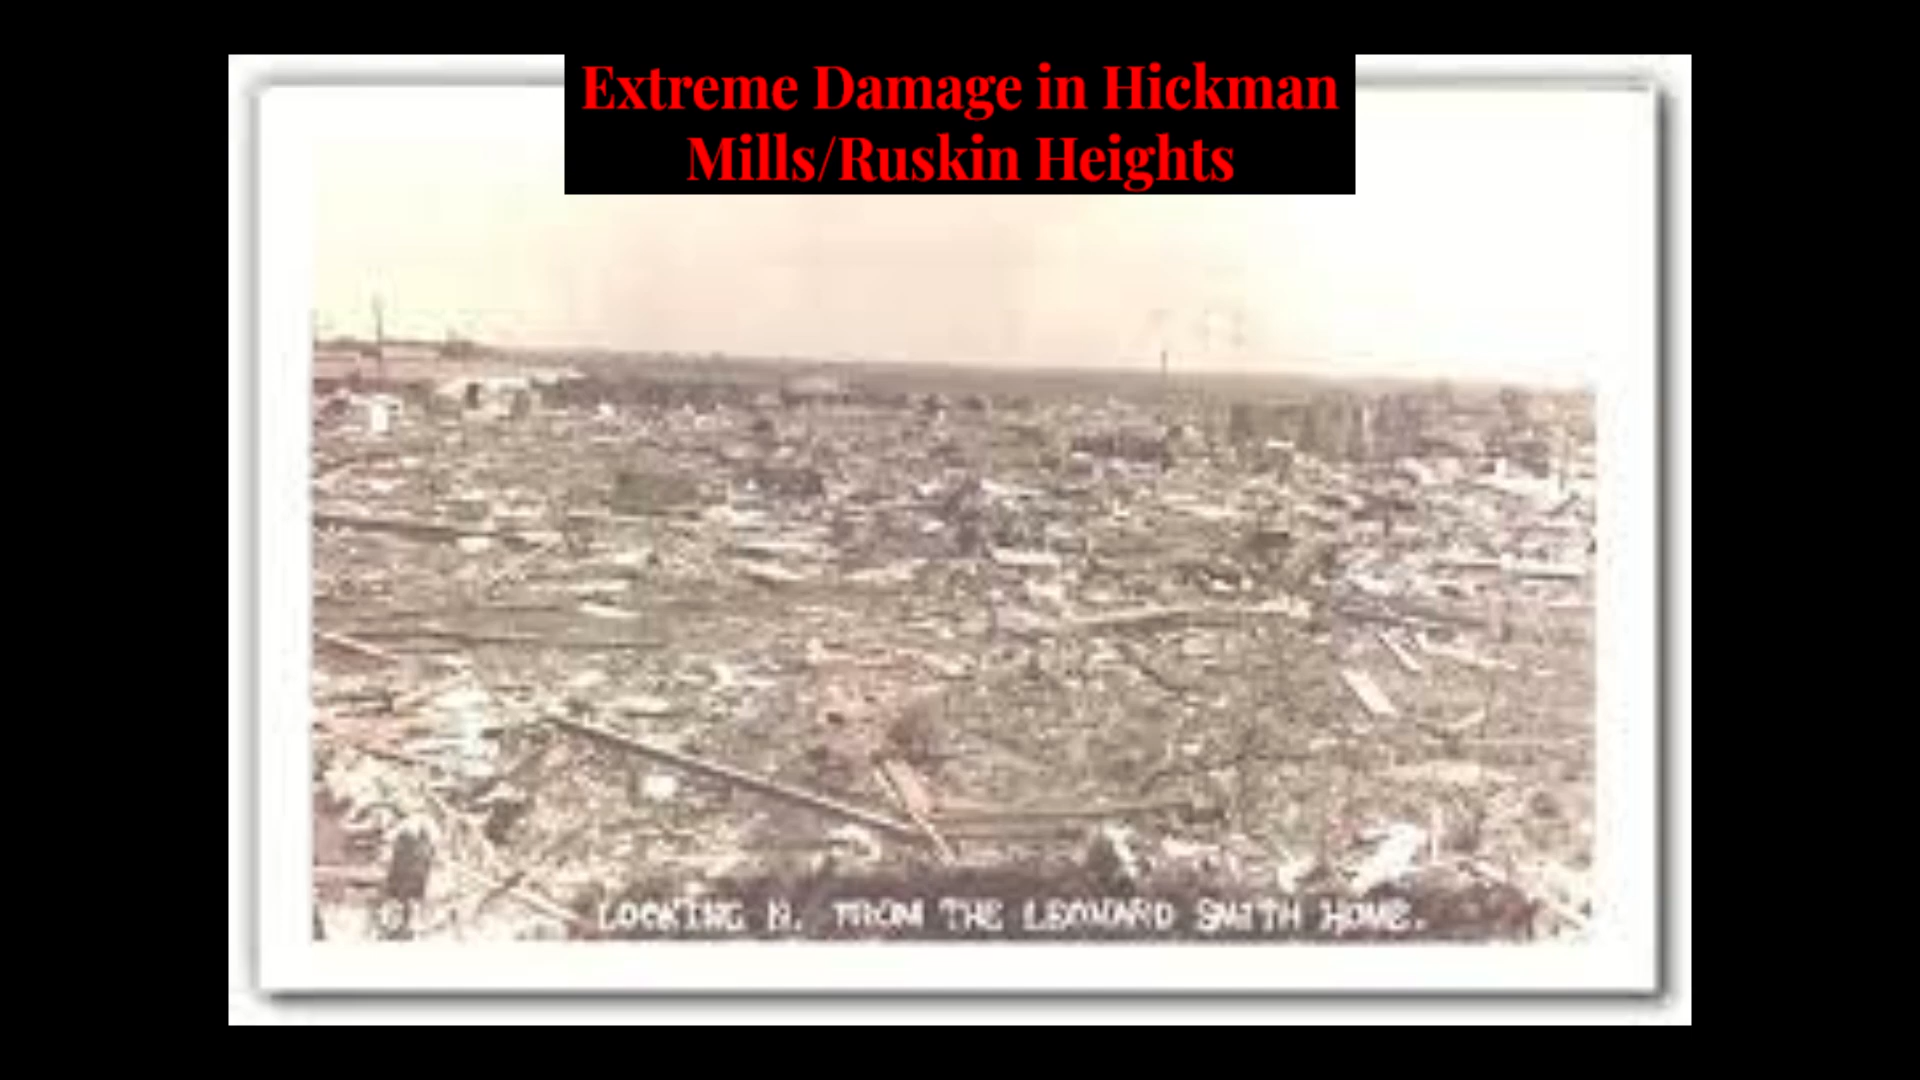 Extreme Damage in Hickman
Mills/Ruskin Heights
LOOKING N. FROM THE LEONARD SMITH HOME.